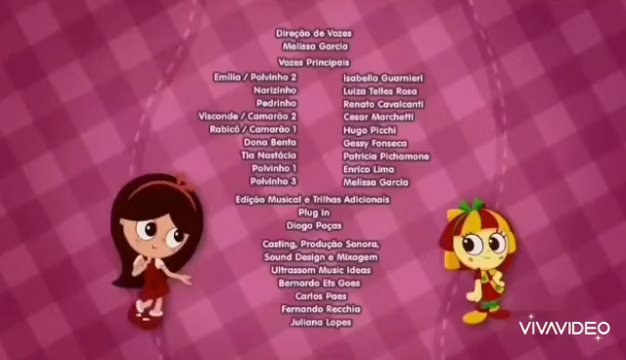 Direção de Vozes
Melissa Garcia
Vozes Principais
Emília / Polvinho 2 Isabella Guarnieri
Narizinho Luiza Telles Rosa
Pedrinho Renato Cavalcanti
Visconde / Camarão 2 Cesar Marchetti
Rabicó / Camarão 1 Hugo Picchi
Dona Benta Gessy Fonseca
Tia Nastácia Patricia Pichamone
Polvinho 1 Enrico Lima
Polvinho 3 Melissa Garcia
Edição Musical e Trilhas Adicionais
Plug In
Diogo Poças
Casting, Produção Sonora,
Sound Design e Mixagem
Ultrassom Music Ideas
Bernardo Ets Goes
Carlos Paes
Fernando Recchia
Juliana Lopes
VIVAVIDEO